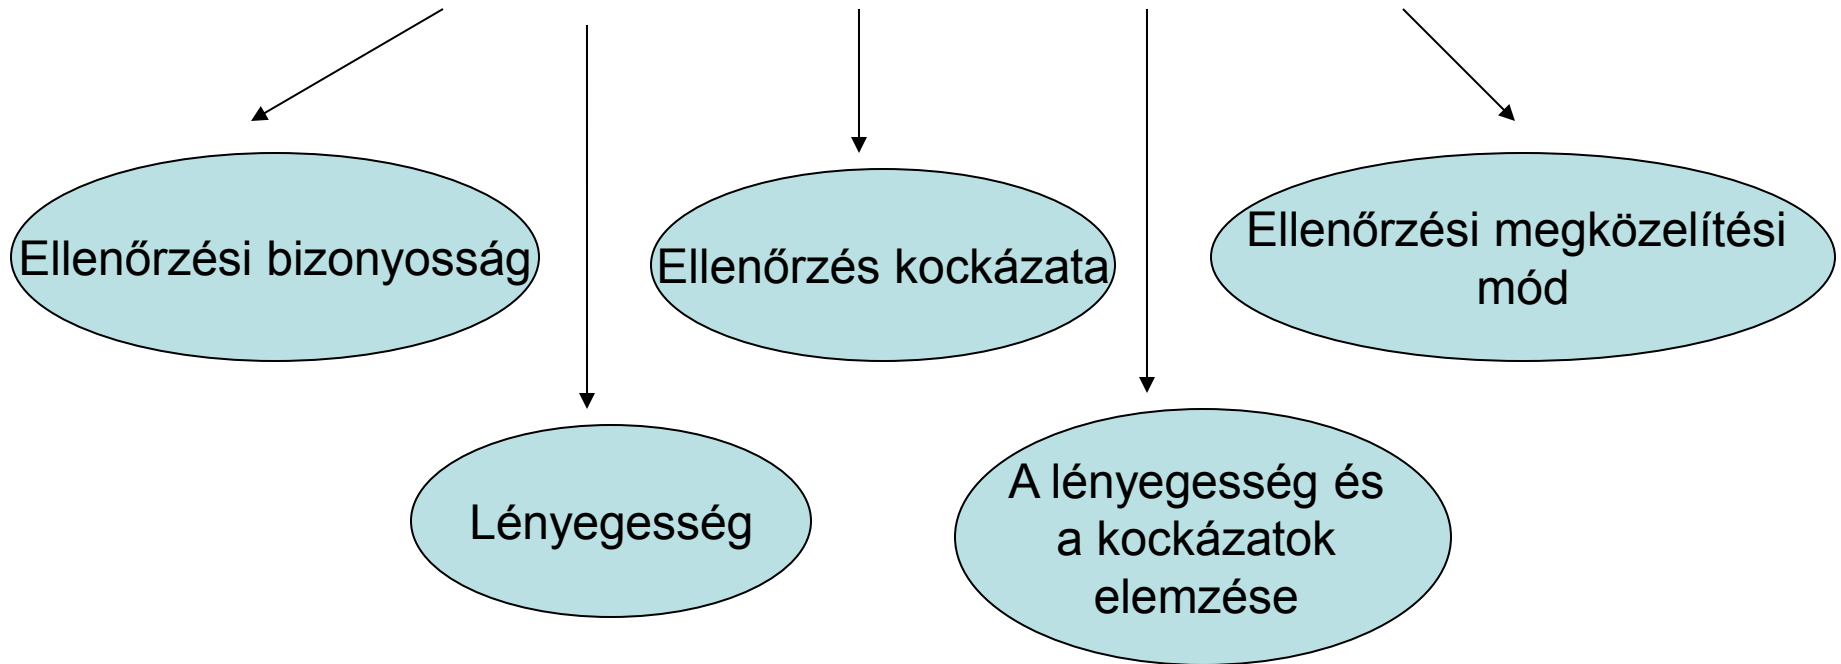 Ellenőrzési bizonyosság
Ellenőrzés kockázata
Ellenőrzési megközelítési
mód
Lényegesség
A lényegesség és
a kockázatok
elemzése